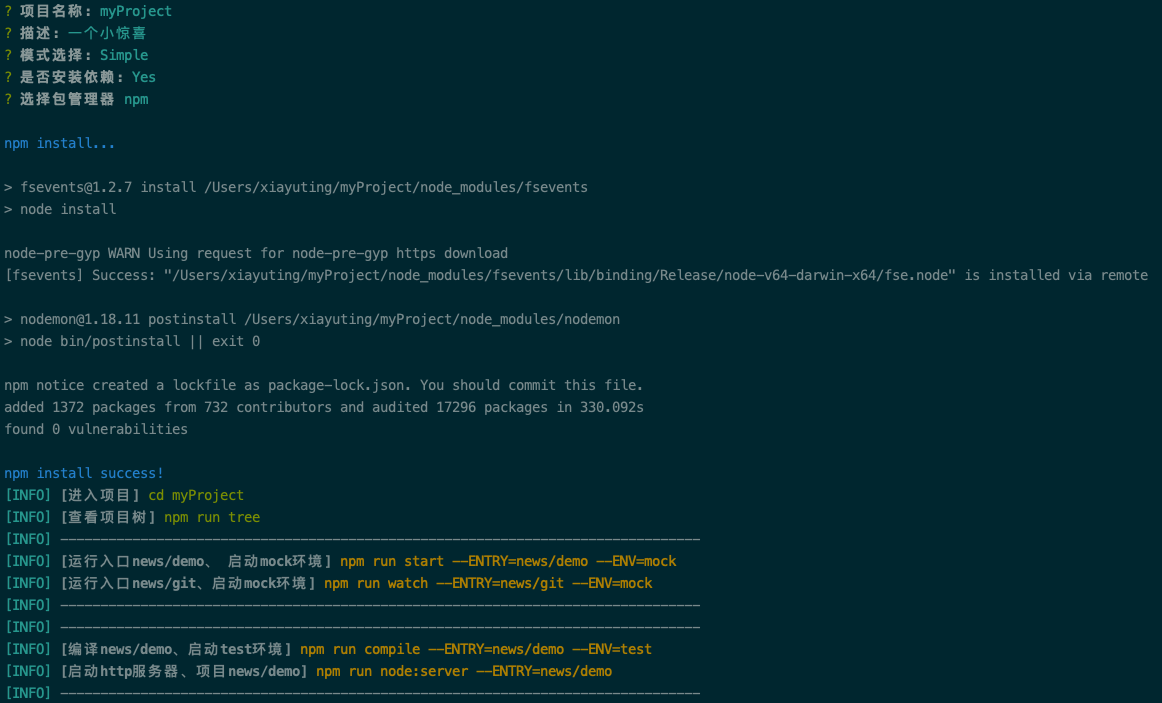 ? 项目名称: myProject
? 描述: 一个小惊喜
? 模式选择: Simple
? 是否安装依赖: Yes
? 选择包管理器 npm
npm install...
> fsevents@1.2.7 install /Users/xiayuting/myProject/node_modules/fsevents
> node install
node-pre-gyp WARN Using request for node-pre-gyp https download
[fsevents] Success: "/Users/xiayuting/myProject/node_modules/fsevents/lib/binding/Release/node-v64-darwin-x64/fse.node" is installed via remote
> nodemon@1.18.11 postinstall /Users/xiayuting/myProject/node_modules/nodemon
> node bin/postinstall || exit 0
npm notice created a lockfile as package-lock.json. You should commit this file.
added 1372 packages from 732 contributors and audited 17296 packages in 330.092s
found 0 vulnerabilities
npm install success!
[INFO] [进入项目] cd myProject
[INFO] [查看项目树] npm run tree
[INFO] --------------------------------------------------------------------------------
[INFO] [运行入口news/demo、 启动mock环境] npm run start --ENTRY=news/demo --ENV=mock
[INFO] [运行入口news/git、启动mock环境] npm run watch --ENTRY=news/git --ENV=mock
[INFO] --------------------------------------------------------------------------------
[INFO] --------------------------------------------------------------------------------
[INFO] [编译news/demo、启动test环境] npm run compile --ENTRY=news/demo --ENV=test
[INFO] [启动http服务器、项目news/demo] npm run node:server --ENTRY=news/demo
[INFO] --------------------------------------------------------------------------------